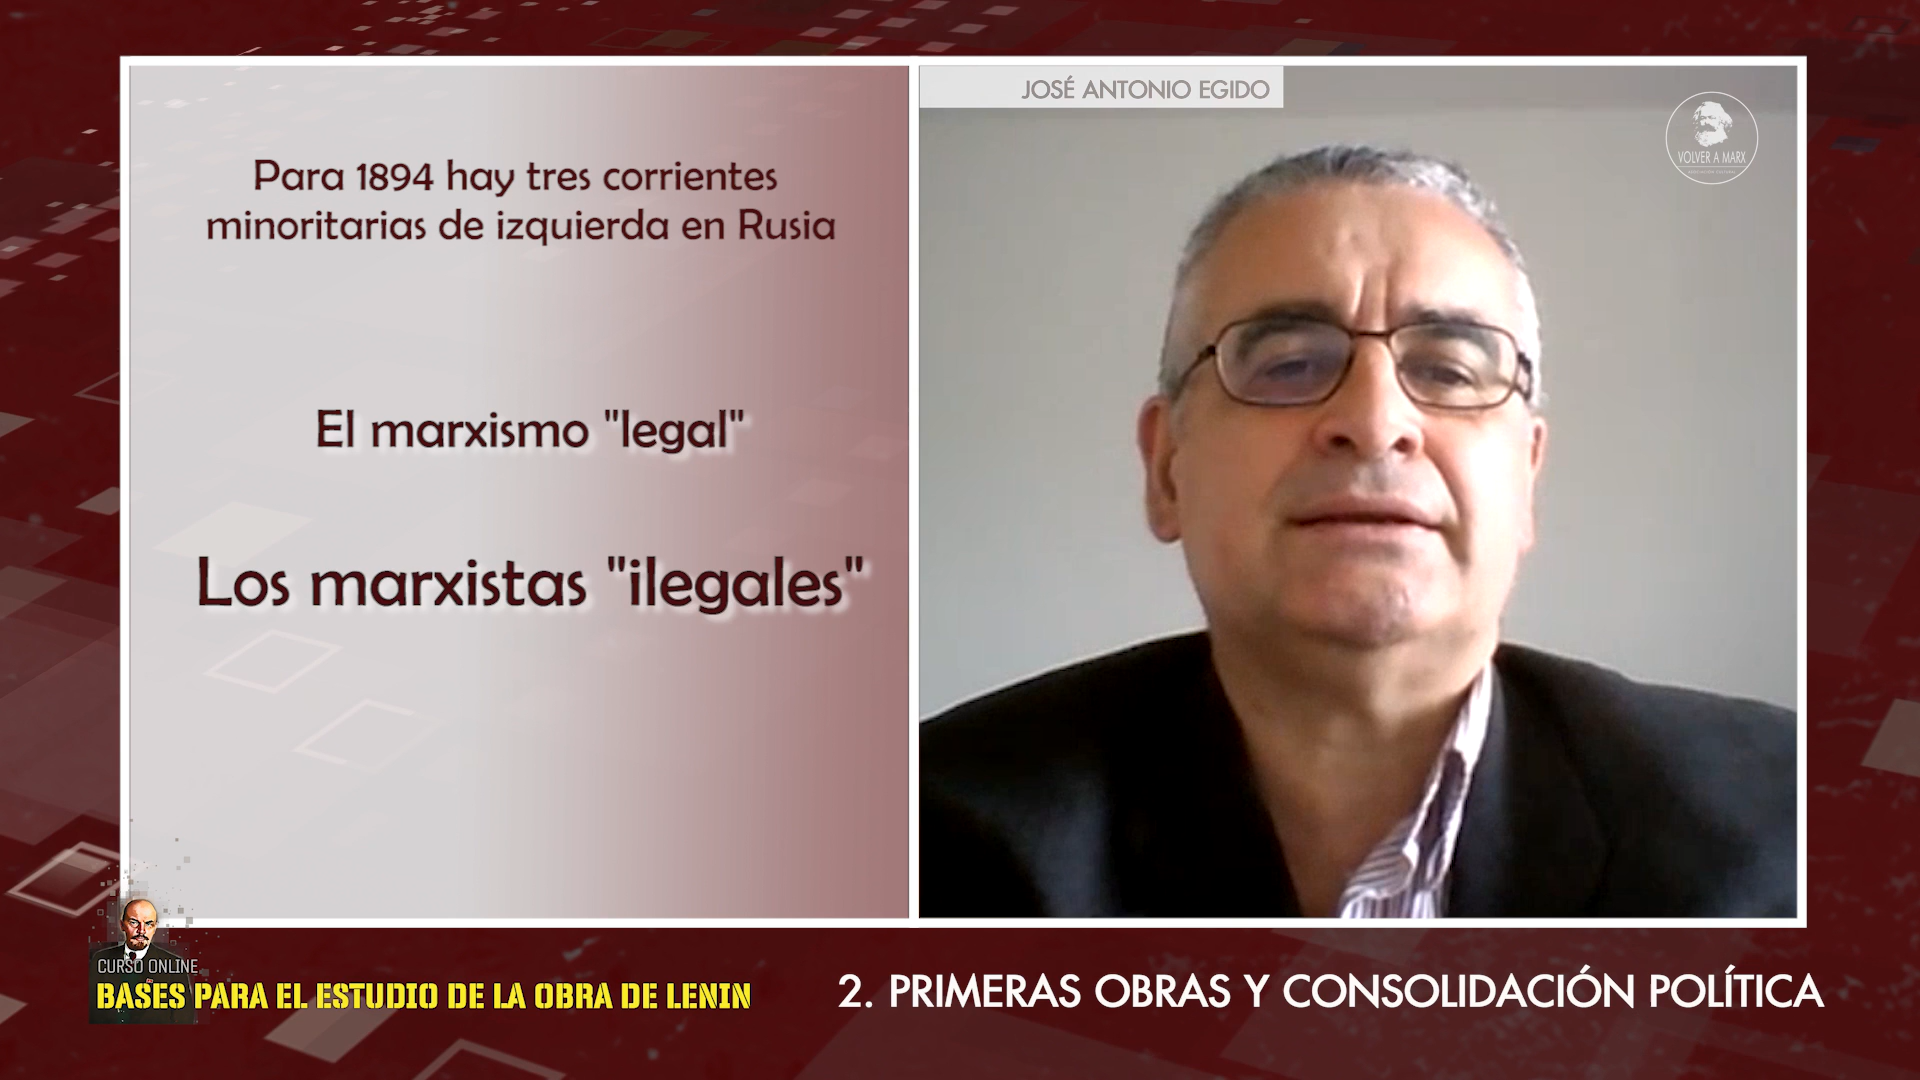 JOSÉ ANTONIO EGIDO
Para 1894 hay tres corrientes
minoritarias de izquierda en Rusia
El marxismo "legal"
Los marxistas "ilegales"
VOLVER A MARX
CURSO ONLINE
BASES PARA EL ESTUDIO DE LA OBRA DE LENIN
2. PRIMERAS OBRAS Y CONSOLIDACIÓN POLÍTICA